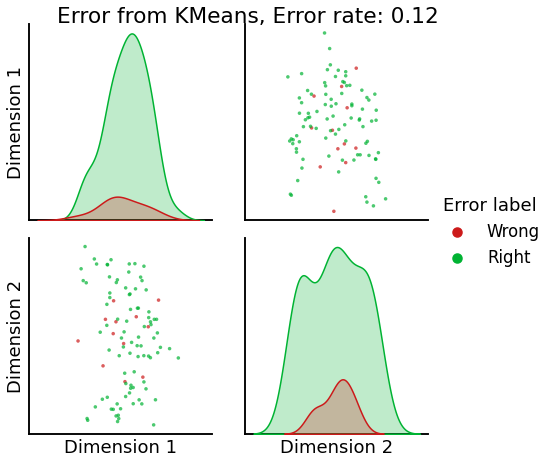 Error from KMeans, Error rate: 0.12
Dimension 1
Error label
Wrong
Right
Dimension 2
Dimension 1
Dimension 2